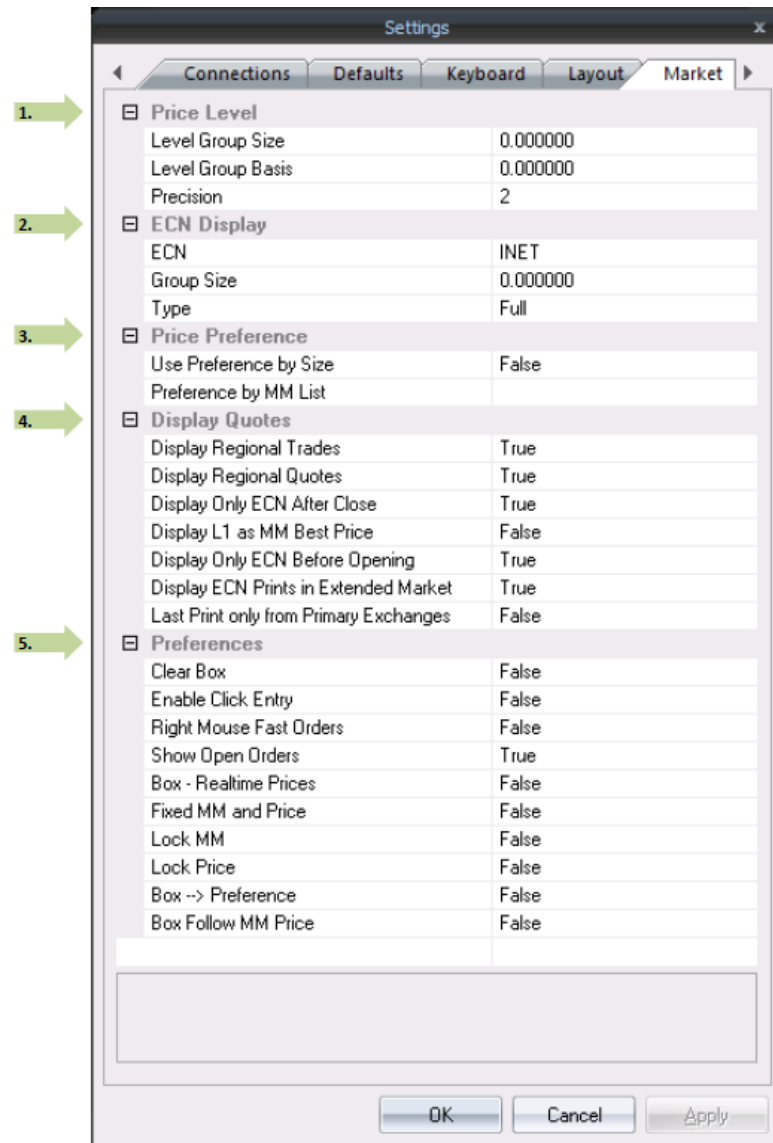 Settings x
Connections Defaults Keyboard Layout Market
1. Price Level
Level Group Size 0.000000
Level Group Basis 0.000000
Precision 2
2. ECN Display
ECN INET
Group Size 0.000000
Type Full
3. Price Preference
Use Preference by Size False
Preference by MM List
4. Display Quotes
Display Regional Trades True
Display Regional Quotes True
Display Only ECN After Close True
Display L1 as MM Best Price False
Display Only ECN Before Opening True
Display ECN Prints in Extended Market True
Last Print only from Primary Exchanges False
5. Preferences
Clear Box False
Enable Click Entry False
Right Mouse Fast Orders False
Show Open Orders True
Box - Realtime Prices False
Fixed MM and Price False
Lock MM False
Lock Price False
Box --> Preference False
Box Follow MM Price False
OK Cancel Apply